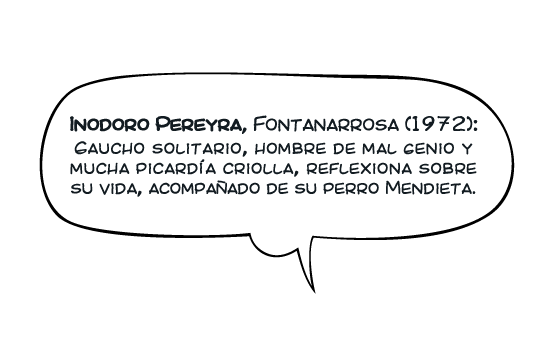 Inodoro Pereyra, Fontanarrosa (1972):
Gaucho solitario, hombre de mal genio y
mucha picardía criolla, reflexiona sobre
su vida, acompañado de su perro Mendieta.